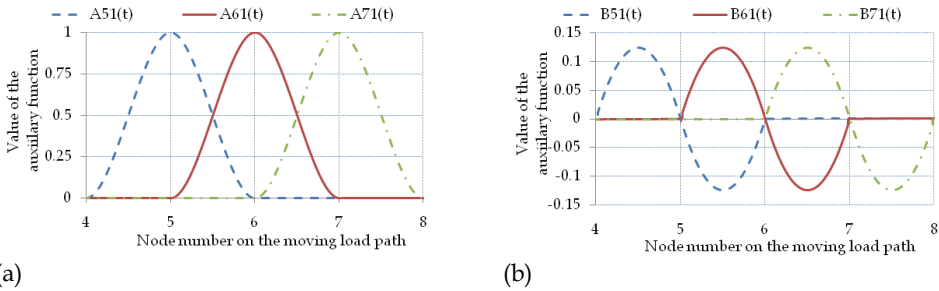 A51(t) A61(t) A71(t)
1
0.75
0.5
0.25
0
4 5 6 7 8
Value of the
auxiilary function
Node number on the moving load path
(a)
B51(t) B61(t) B71(t)
0.15
0.1
0.05
0
-0.05
-0.1
-0.15
4 5 6 7 8
Value of the
auxiilary function
Node number on the moving load path
(b)